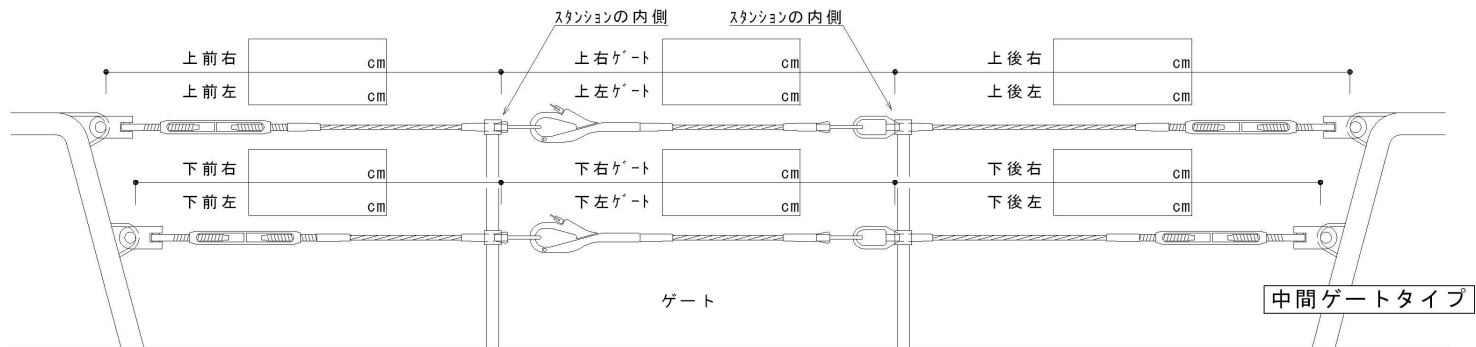 ｽﾀﾝｼｮﾝの内側
ｽﾀﾝｼｮﾝの内側
上前右 cm
上前左 cm
上右ｹﾞｰﾄ cm
上左ｹﾞｰﾄ cm
上後右 cm
上後左 cm
下前右 cm
下前左 cm
下右ｹﾞｰﾄ cm
下左ｹﾞｰﾄ cm
下後右 cm
下後左 cm
ゲート
中間ゲートタイプ